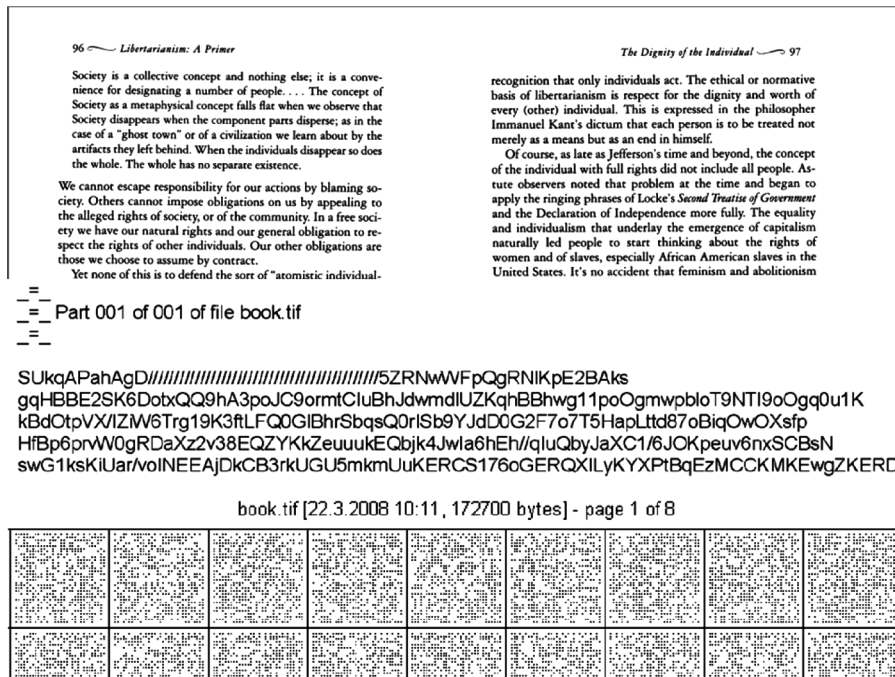 96 Libertarianism: A Primer
Society is a collective concept and nothing else; it is a conve-
nience for designating a number of people. . . . The concept of
Society as a metaphysical concept falls flat when we observe that
Society disappears when the component parts disperse; as in the
case of a "ghost town" or of a civilization we learn about by the
artifacts they left behind. When the individuals disappear so does
the whole. The whole has no separate existence.
We cannot escape responsibility for our actions by blaming so-
ciety. Others cannot impose obligations on us by appealing to
the alleged rights of society, or of the community. In a free soci-
ety we have our natural rights and our general obligation to re-
spect the rights of other individuals. Our other obligations are
those we choose to assume by contract.
Yet none of this is to defend the sort of "atomistic individual-
The Dignity of the Individual 97
recognition that only individuals act. The ethical or normative
basis of libertarianism is respect for the dignity and worth of
every (other) individual. This is expressed in the philosopher
Immanuel Kant's dictum that each person is to be treated not
merely as a means but as an end in himself.
Of course, as late as Jefferson's time and beyond, the concept
of the individual with full rights did not include all people. As-
tute observers noted that problem at the time and began to
apply the ringing phrases of Locke's Second Treatise of Government
and the Declaration of Independence more fully. The equality
and individualism that underlay the emergence of capitalism
naturally led people to start thinking about the rights of
women and of slaves, especially African American slaves in the
United States. It's no accident that feminism and abolitionism
_=_
_=_ Part 001 of 001 of file book.tif
_=_
book.tif [22.3.2008 10:11, 172700 bytes] - page 1 of 8